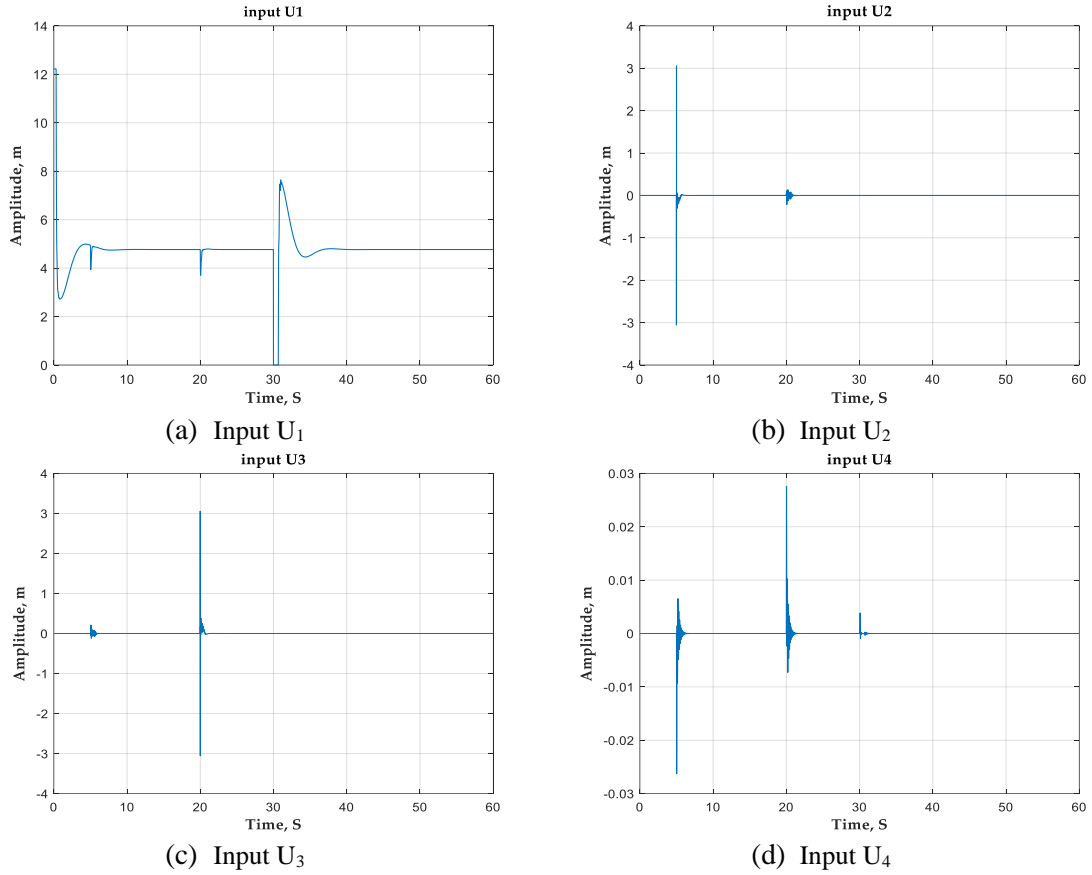 input U1
14
12
10
8
6
4
2
0
Amplitude, m
0 10 20 30 40 50 60
Time, S
(a) Input U₁
input U2
4
3
2
1
0
-1
-2
-3
-4
Amplitude, m
0 10 20 30 40 50 60
Time, S
(b) Input U₂
input U3
4
3
2
1
0
-1
-2
-3
-4
Amplitude, m
0 10 20 30 40 50 60
Time, S
(c) Input U₃
input U4
0.03
0.02
0.01
0
-0.01
-0.02
-0.03
Amplitude, m
0 10 20 30 40 50 60
Time, S
(d) Input U₄